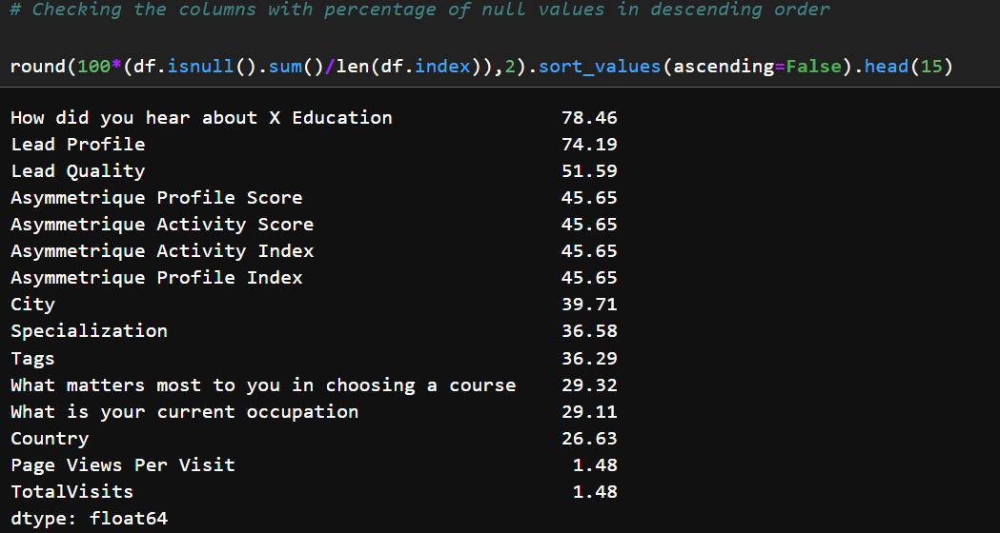 # Checking the columns with percentage of null values in descending order
round(100*(df.isnull().sum()/len(df.index)),2).sort_values(ascending=False).head(15)
How did you hear about X Education 78.46
Lead Profile 74.19
Lead Quality 51.59
Asymmetrique Profile Score 45.65
Asymmetrique Activity Score 45.65
Asymmetrique Activity Index 45.65
Asymmetrique Profile Index 45.65
City 39.71
Specialization 36.58
Tags 36.29
What matters most to you in choosing a course 29.32
What is your current occupation 29.11
Country 26.63
Page Views Per Visit 1.48
TotalVisits 1.48
dtype: float64